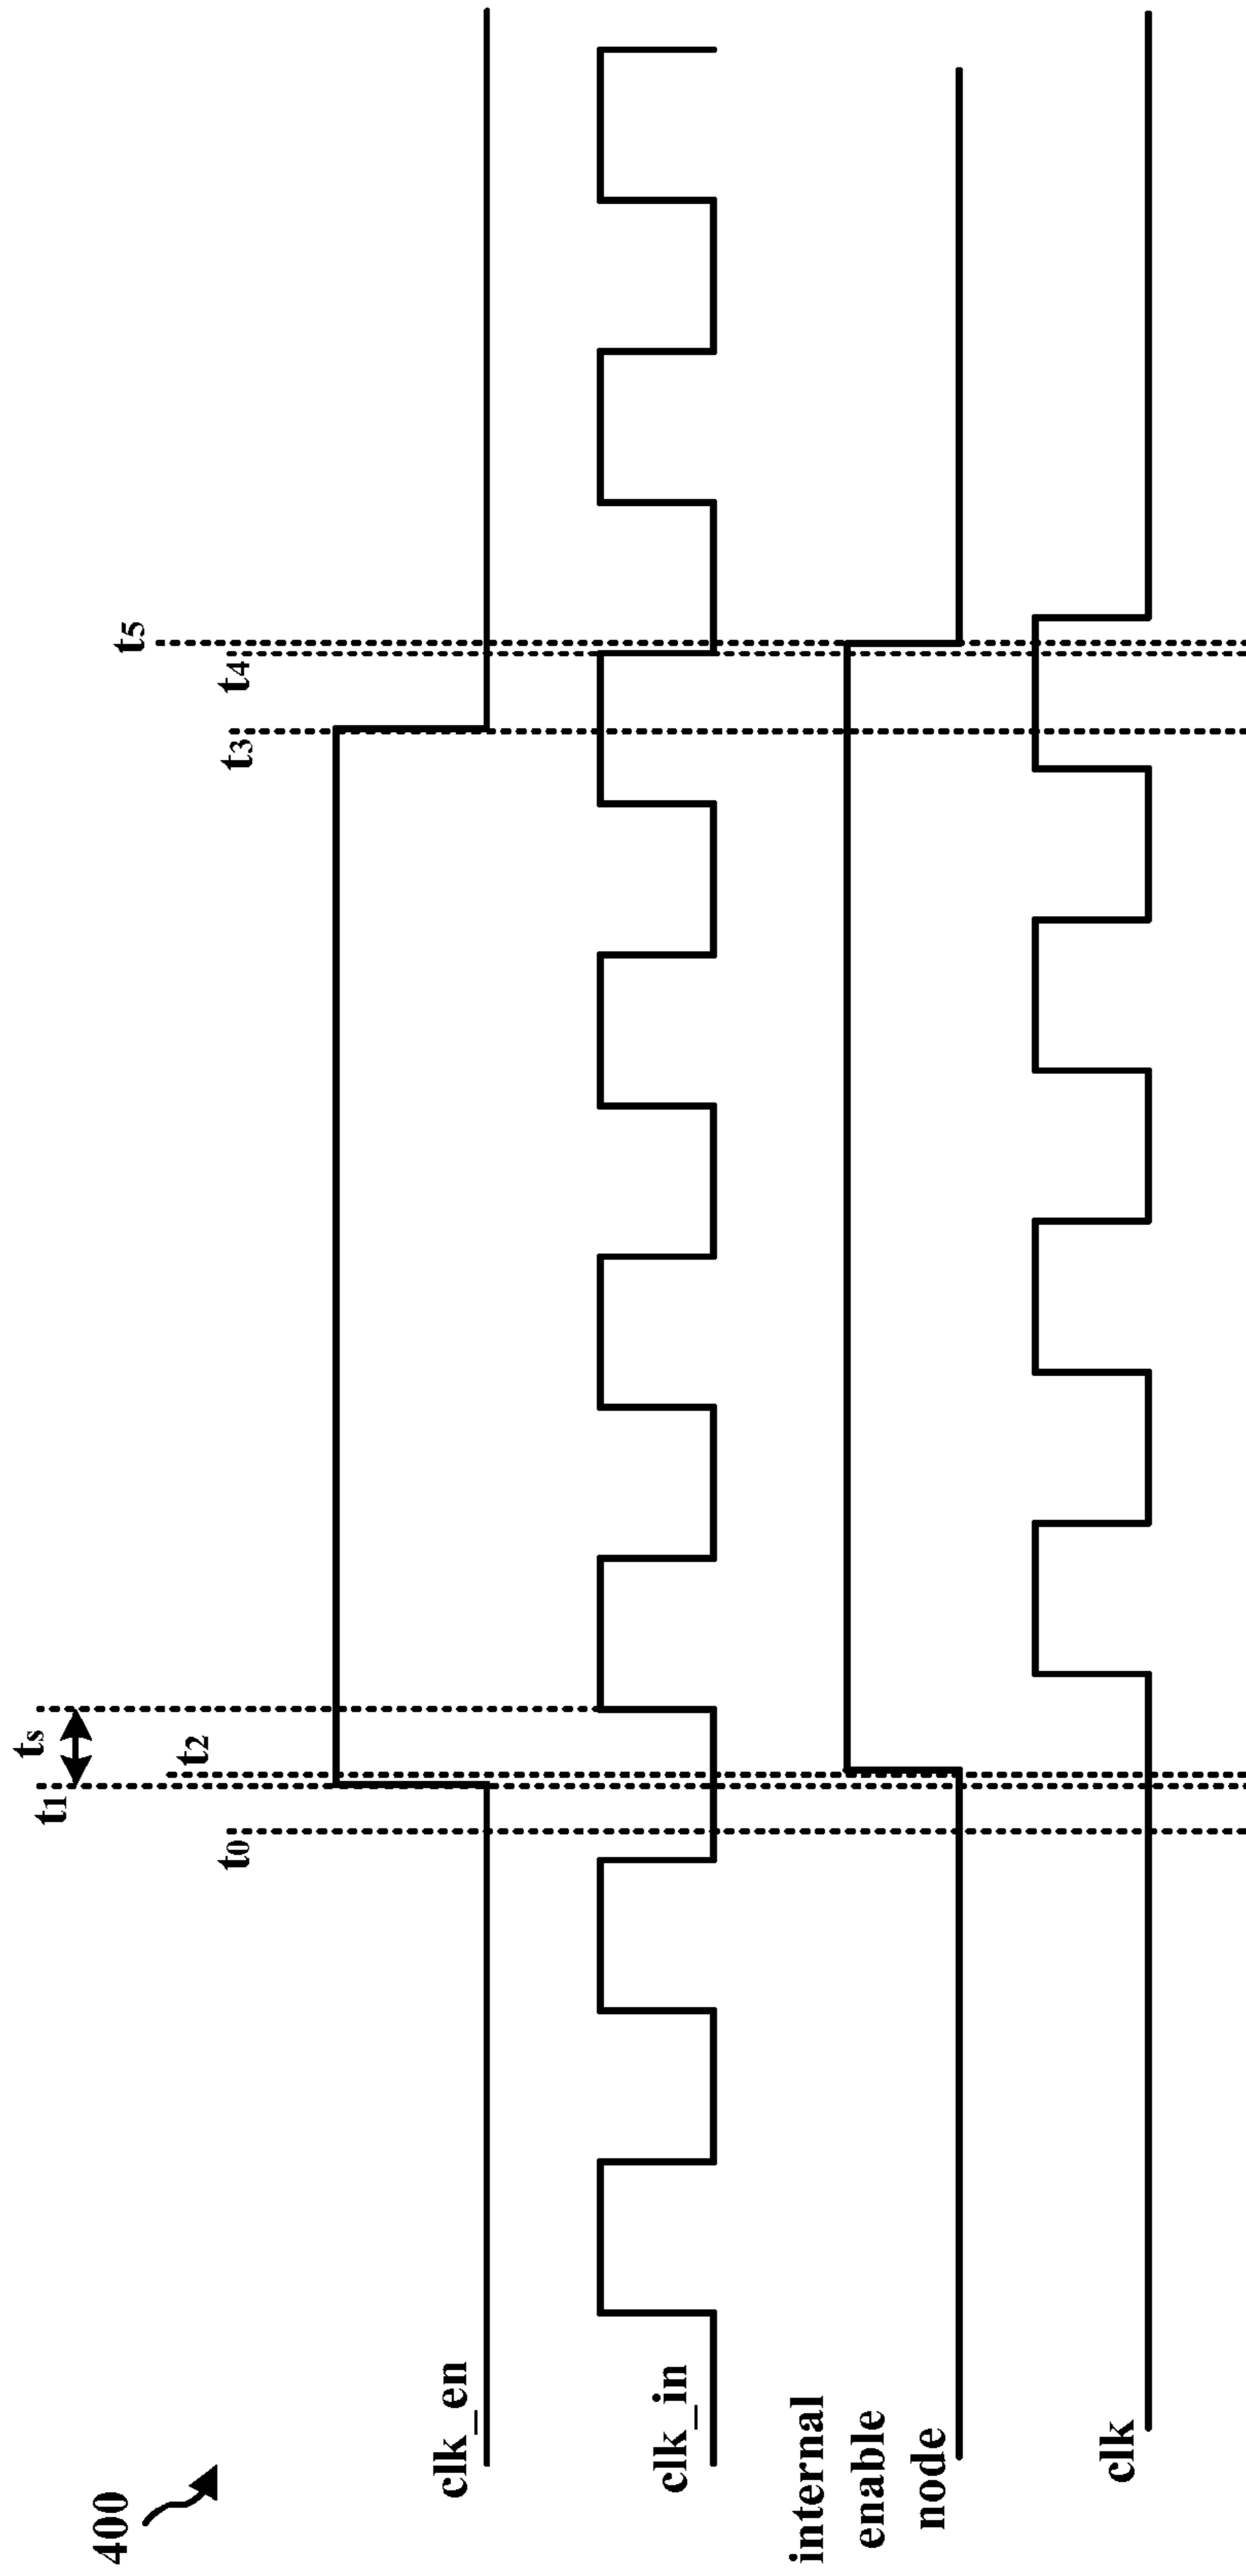 400
t1
ts
t0
t2
t3
t4
t5
clk_en
clk_in
internal
enable
node
clk